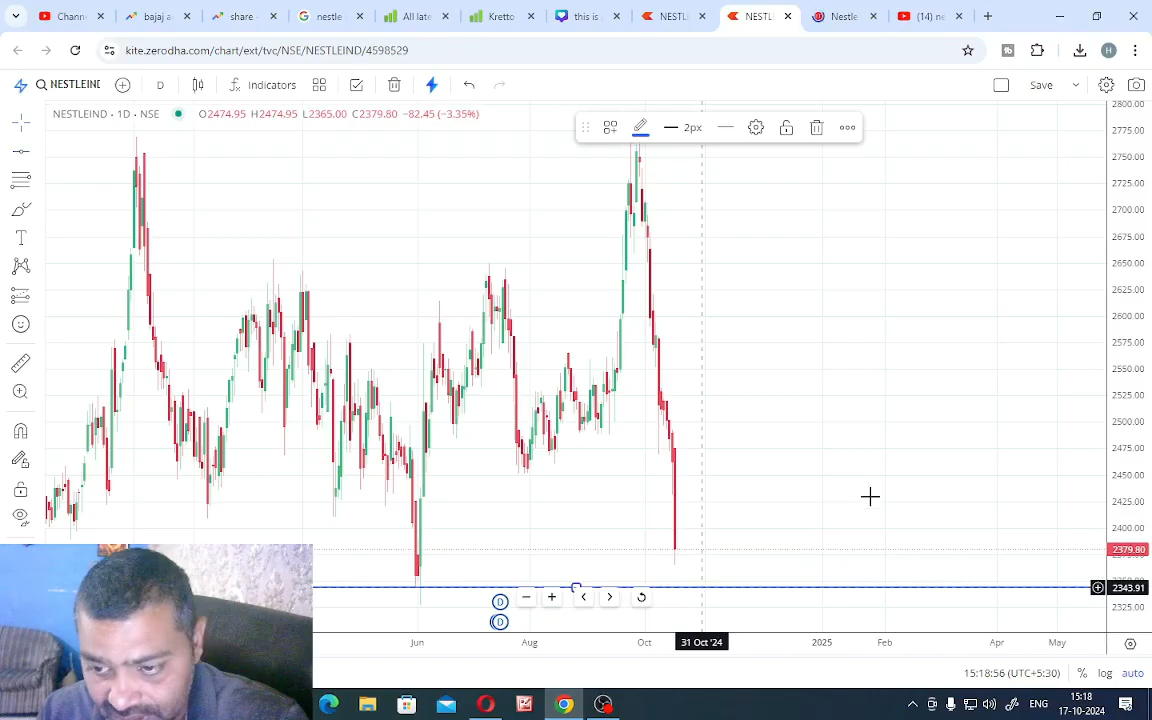 Channe
bajaj a
share
nestle
All late
Kretto
this is
NESTL
NESTL
Nestle
(14) ne
kite.zerodha.com/chart/ext/tvc/NSE/NESTLEIND/4598529
H
NESTLEIND
D
Indicators
Save
NESTLEIND · 1D · NSE
O2474.95 H2474.95 L2365.00 C2379.80 −82.45 (−3.35%)
2px
2800.00
2775.00
2750.00
2725.00
2700.00
2675.00
2650.00
2625.00
2600.00
2575.00
2550.00
2525.00
2500.00
2475.00
2450.00
2425.00
2400.00
2379.80
2343.91
2325.00
D
D
Jun
Aug
Oct
31 Oct '24
2025
Feb
Apr
May
15:18:56 (UTC+5:30)
%
log
auto
ENG
15:18
17-10-2024